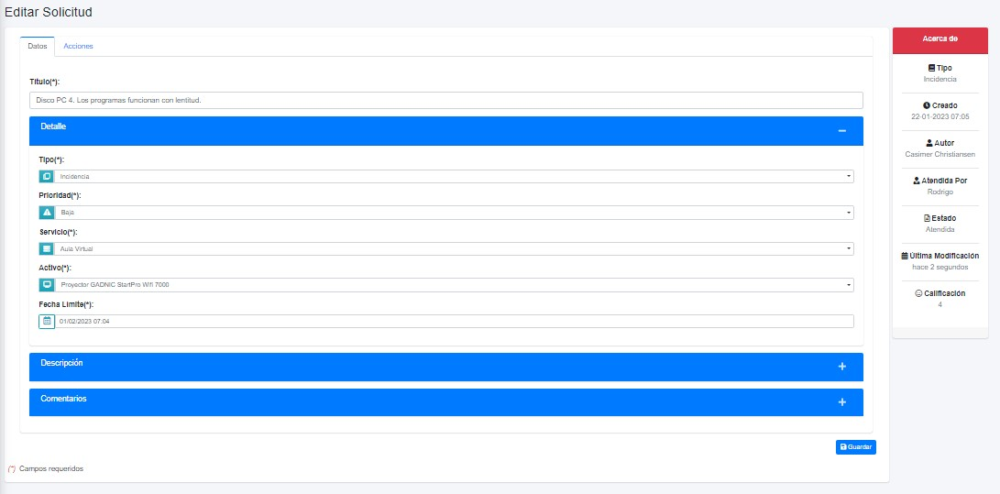 Editar Solicitud
Datos
Acciones
Título(*):
Disco PC 4. Los programas funcionan con lentitud.
Detalle
Tipo(*):
Incidencia
Prioridad(*):
Baja
Servicio(*):
Aula Virtual
Activo(*):
Proyector GADNIC StartPro Wifi 7000
Fecha Limite(*):
01/02/2023 07:04
Descripción
Comentarios
Guardar
(*) Campos requeridos
Acerca de
Tipo
Incidencia
Creado
22-01-2023 07:05
Autor
Casimer Christiansen
Atendida Por
Rodrigo
Estado
Atendida
Última Modificación
hace 2 segundos
Calificación
4